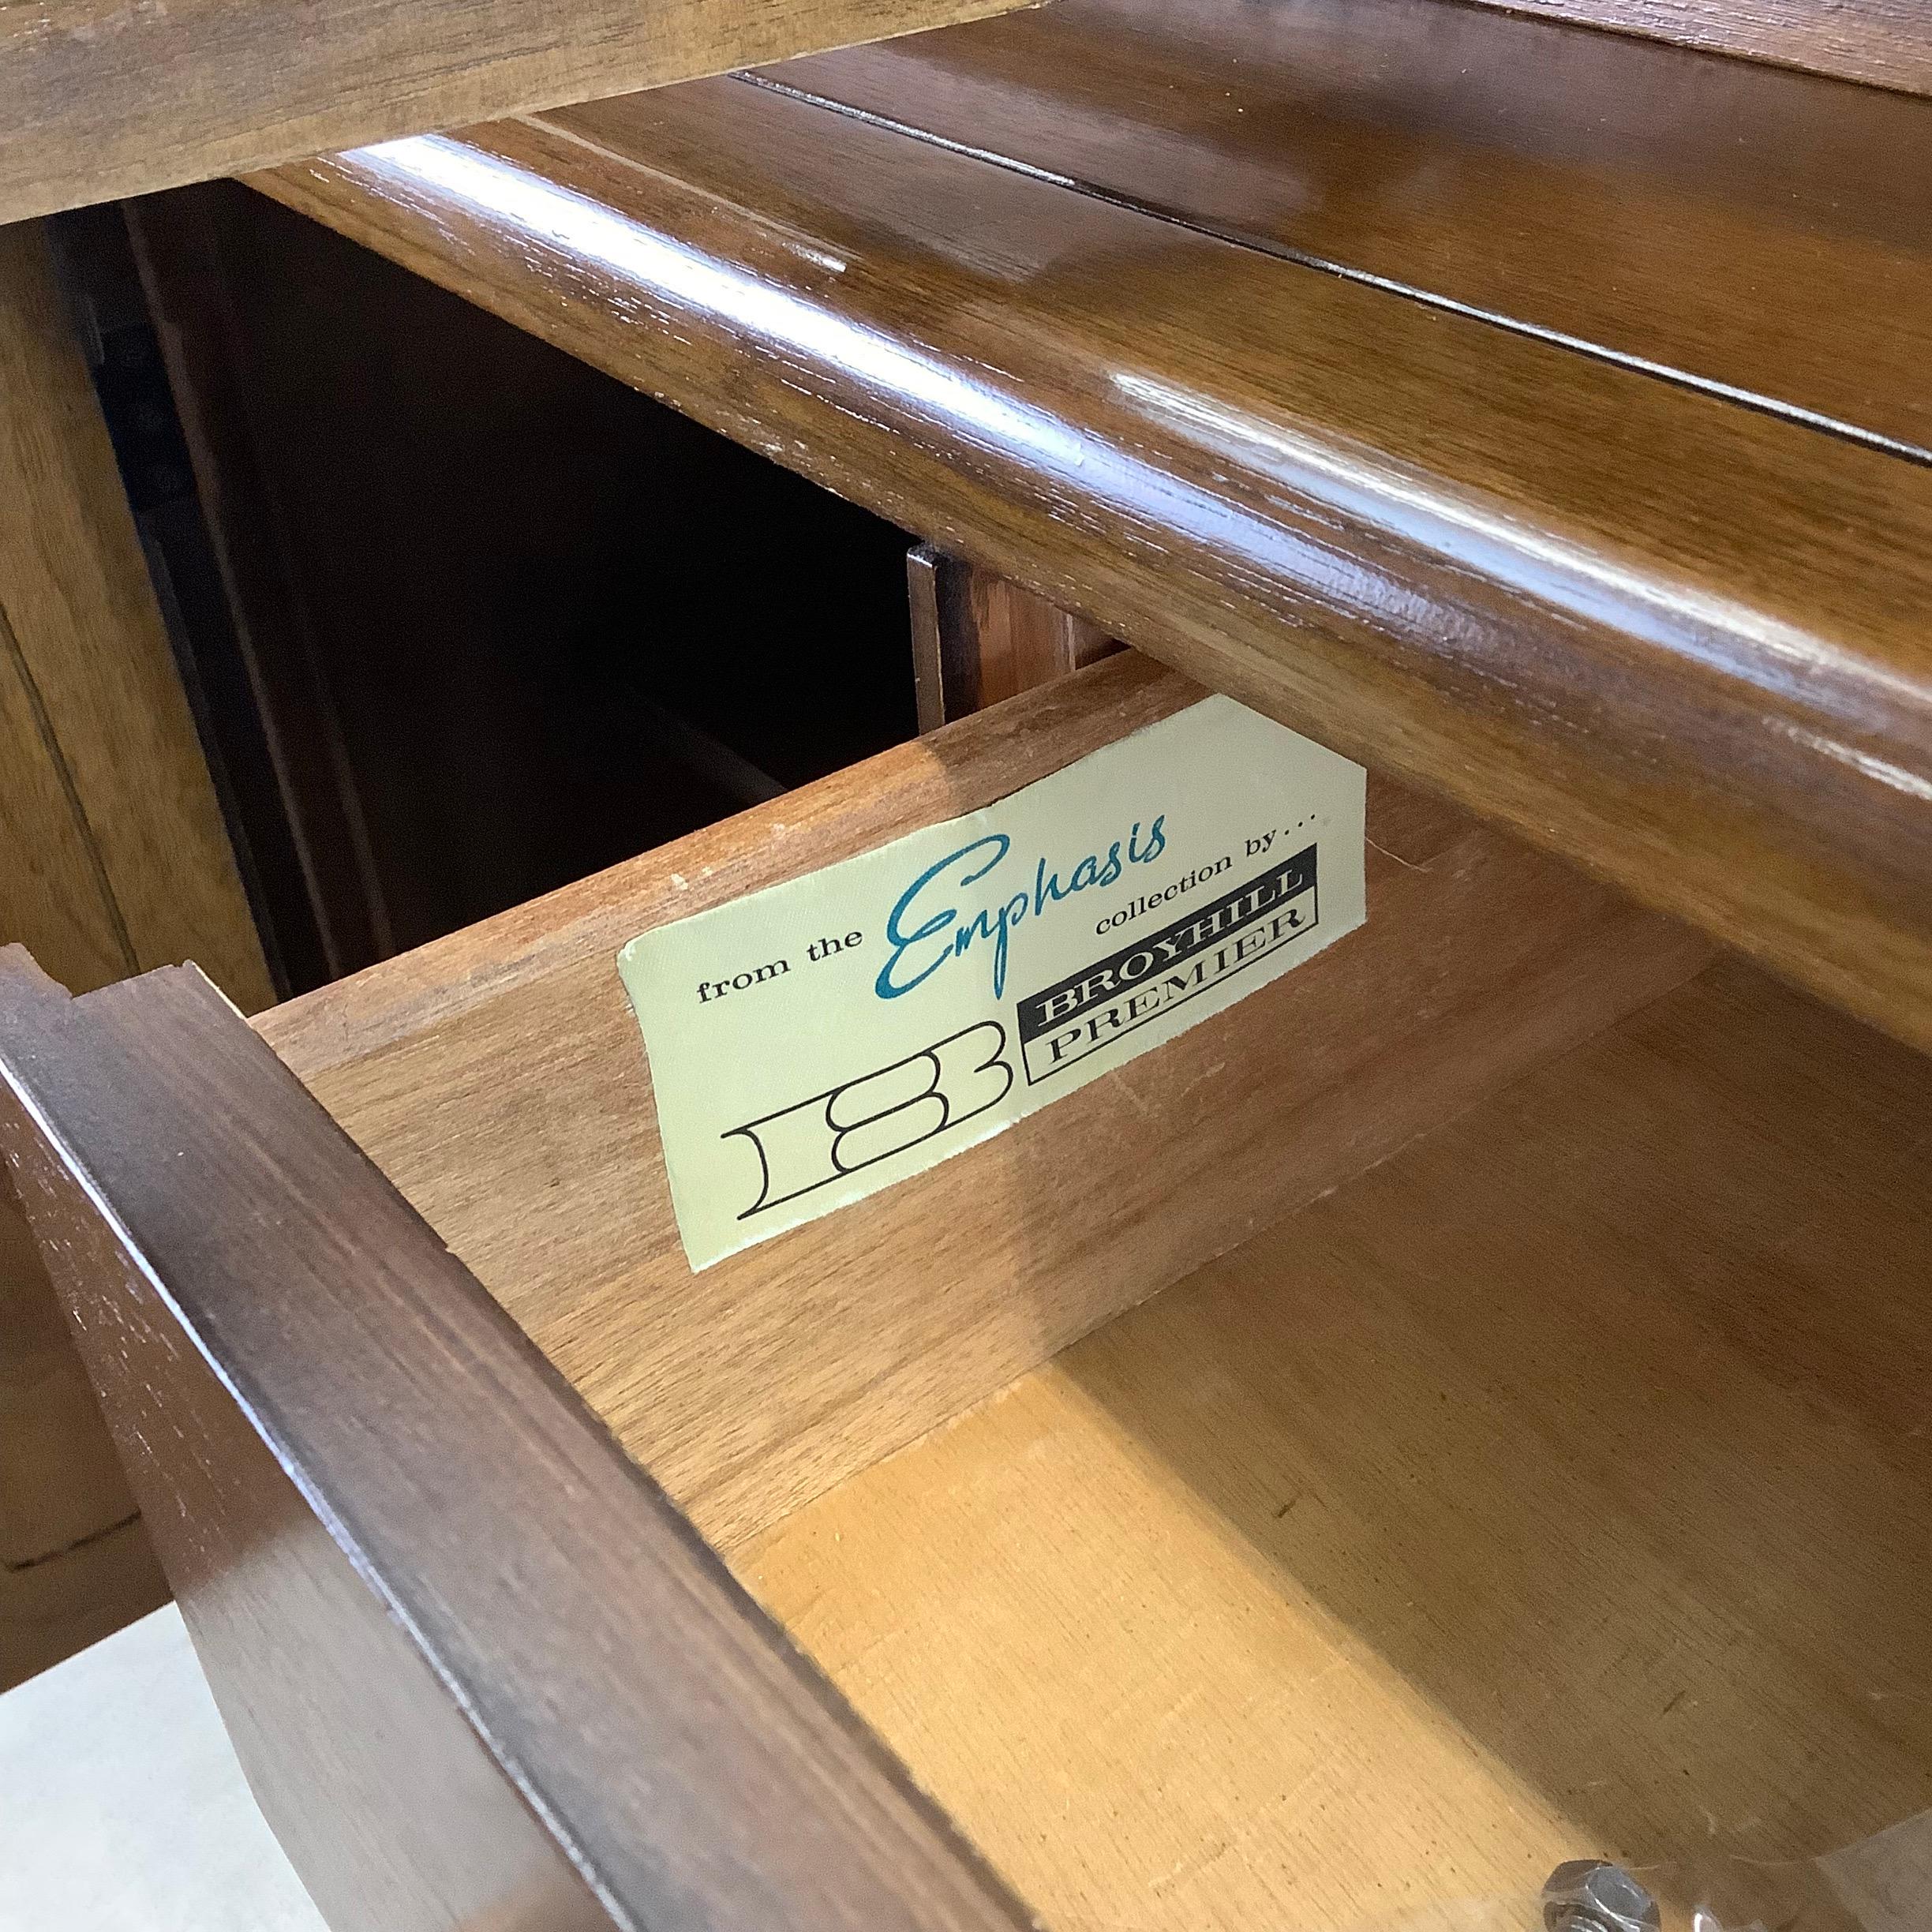 from the Emphasis
collection by...
B BROYHILL
PREMIER